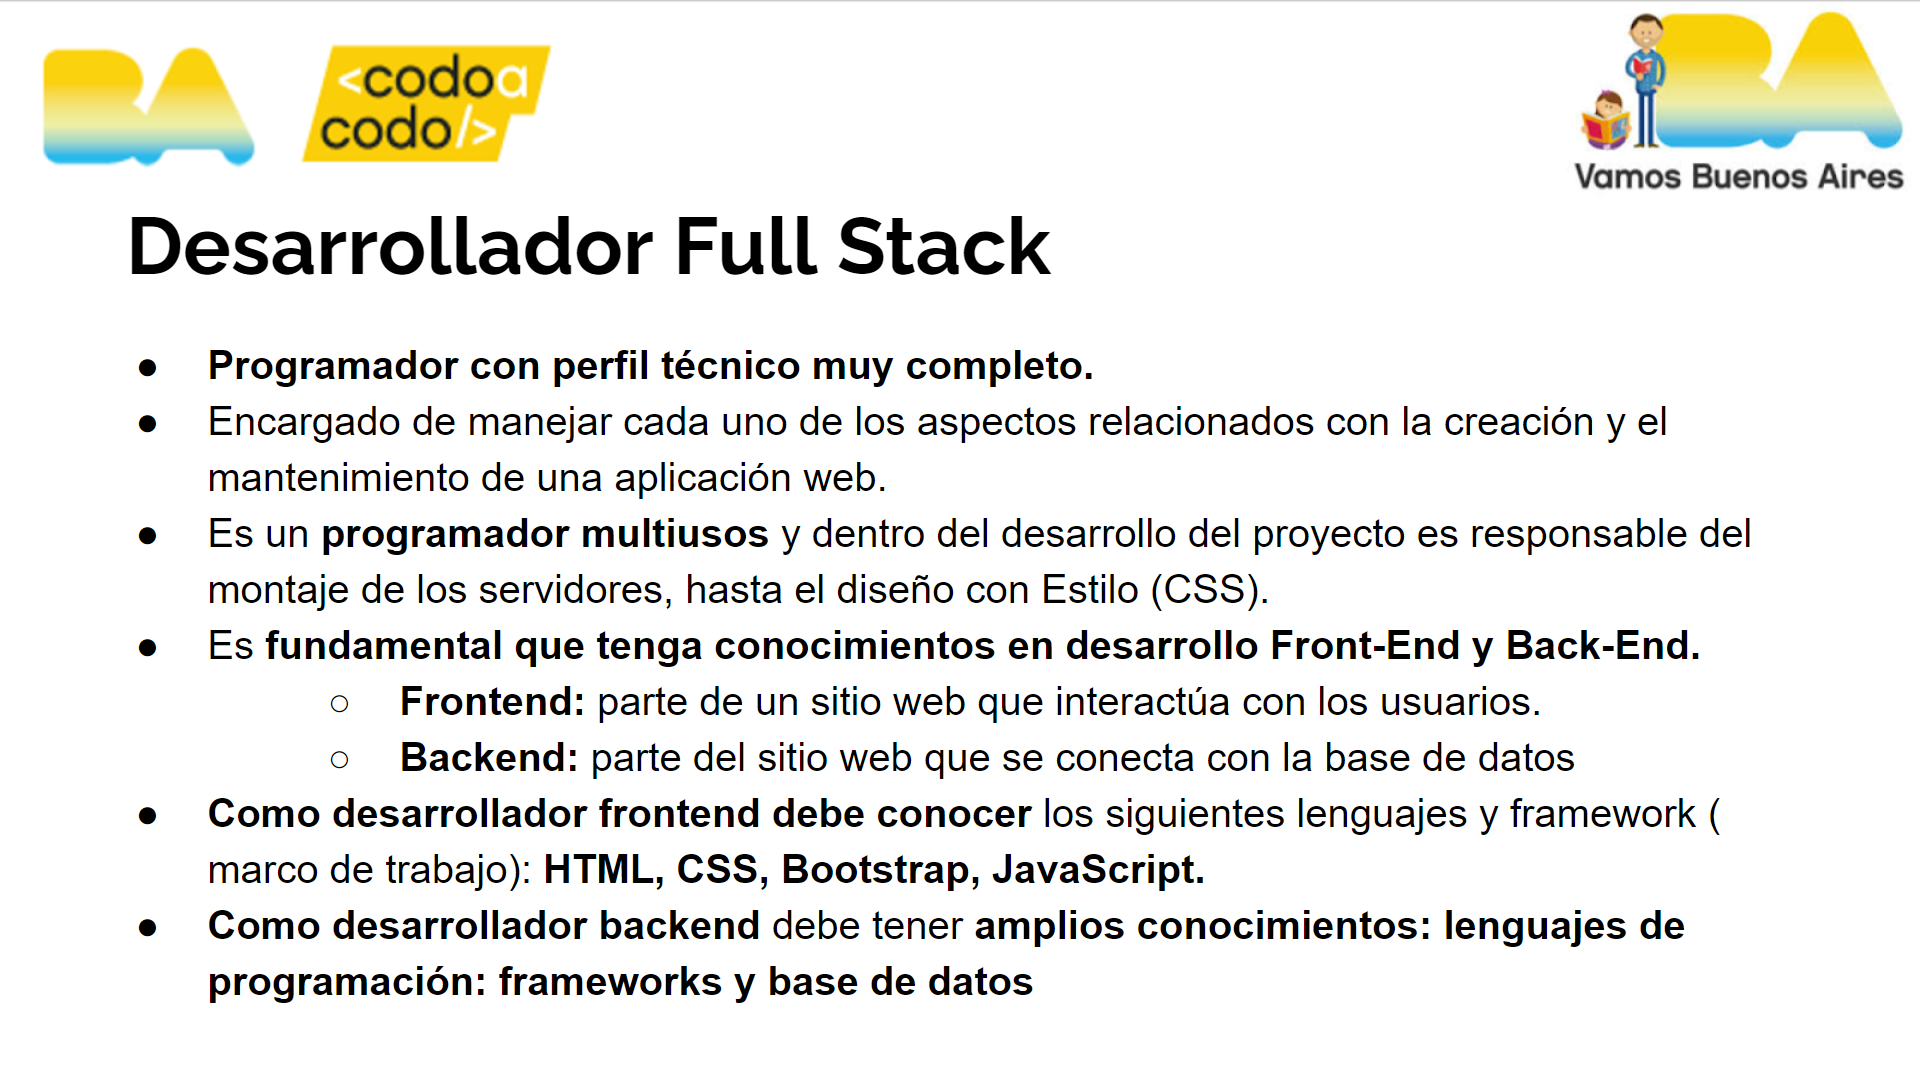 BA
<codoa
codo/>
BA
Vamos Buenos Aires
Desarrollador Full Stack
● Programador con perfil técnico muy completo.
● Encargado de manejar cada uno de los aspectos relacionados con la creación y el
mantenimiento de una aplicación web.
● Es un programador multiusos y dentro del desarrollo del proyecto es responsable del
montaje de los servidores, hasta el diseño con Estilo (CSS).
● Es fundamental que tenga conocimientos en desarrollo Front-End y Back-End.
○ Frontend: parte de un sitio web que interactúa con los usuarios.
○ Backend: parte del sitio web que se conecta con la base de datos
● Como desarrollador frontend debe conocer los siguientes lenguajes y framework (
marco de trabajo): HTML, CSS, Bootstrap, JavaScript.
● Como desarrollador backend debe tener amplios conocimientos: lenguajes de
programación: frameworks y base de datos